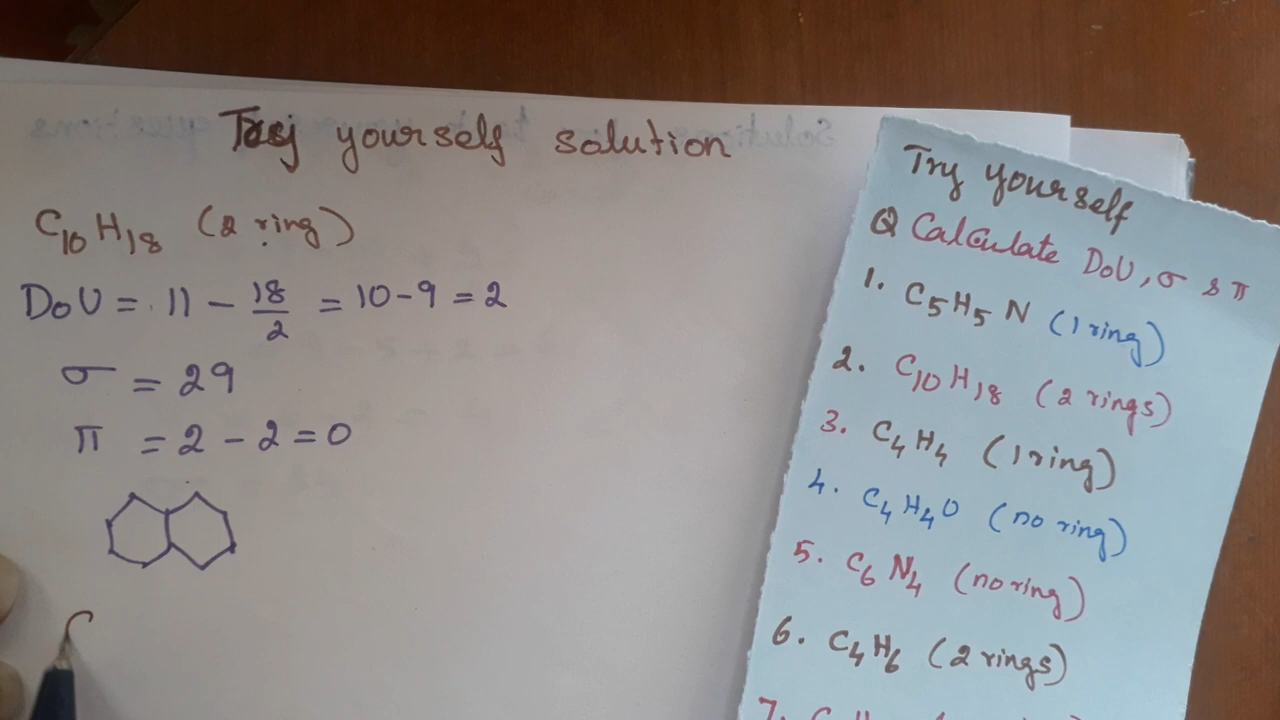 Try yourself solution
C₁₀H₁₈ (2 ring)
DoU = 11 - 18/2 = 10-9 = 2
σ = 29
π = 2 - 2 = 0
Try yourself
Q Calculate DoU, σ & π
1. C₅H₅N (1 ring)
2. C₁₀H₁₈ (2 rings)
3. C₄H₄ (1 ring)
4. C₄H₄O (no ring)
5. C₆N₄ (no ring)
6. C₄H₆ (2 rings)
7. C